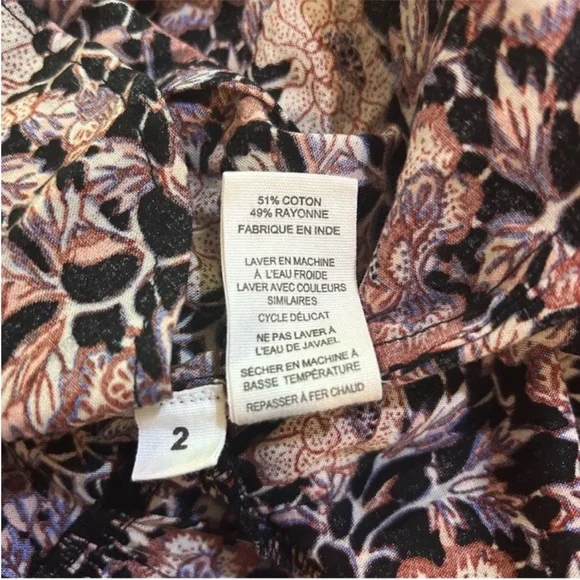 51% COTON
49% RAYONNE
FABRIQUE EN INDE
LAVER EN MACHINE
À L'EAU FROIDE
LAVER AVEC COULEURS
SIMILAIRES
CYCLE DÉLICAT
NE PAS LAVER À
L'EAU DE JAVAEL
SÉCHER EN MACHINE À
BASSE TEMPÉRATURE
REPASSER À FER CHAUD
2